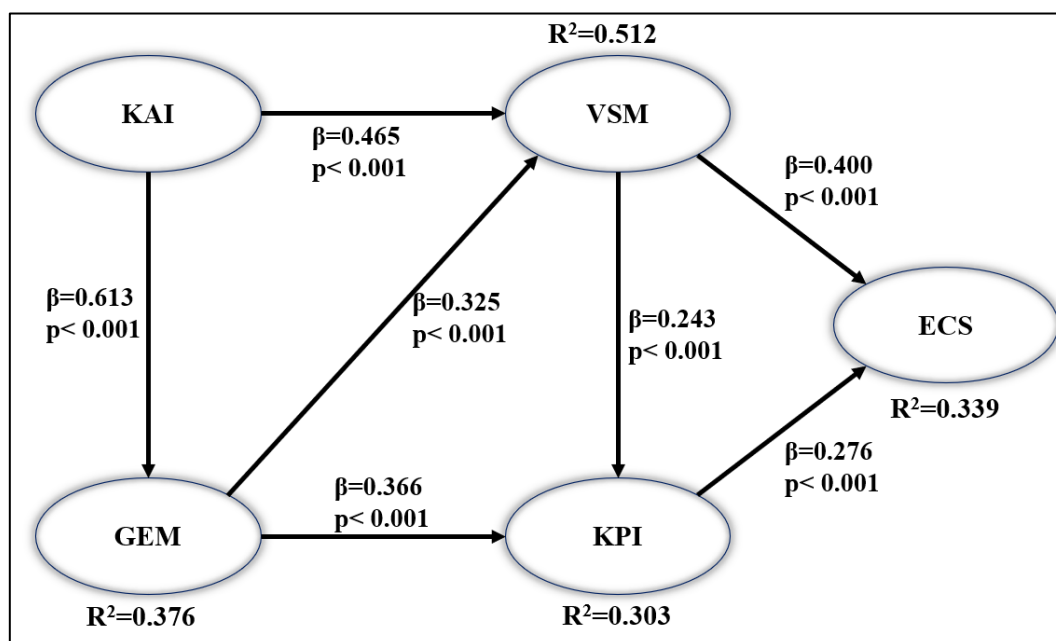 R²=0.512
KAI
VSM
β=0.465
p< 0.001
β=0.400
p< 0.001
β=0.613
p< 0.001
β=0.325
p< 0.001
β=0.243
p< 0.001
ECS
R²=0.339
β=0.276
p< 0.001
β=0.366
p< 0.001
GEM
KPI
R²=0.376
R²=0.303